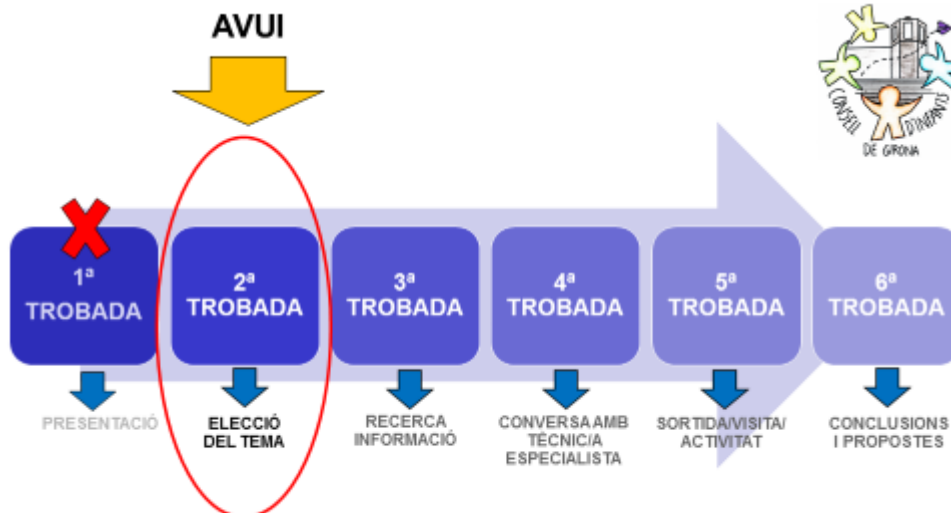 AVUI
CONSELL D'INFANTS
DE GIRONA
1ª
TROBADA
2ª
TROBADA
3ª
TROBADA
4ª
TROBADA
5ª
TROBADA
6ª
TROBADA
PRESENTACIÓ
ELECCIÓ
DEL TEMA
RECERCA
INFORMACIÓ
CONVERSA AMB
TÈCNIC/A
ESPECIALISTA
SORTIDA/VISITA/
ACTIVITAT
CONCLUSIONS
I PROPOSTES